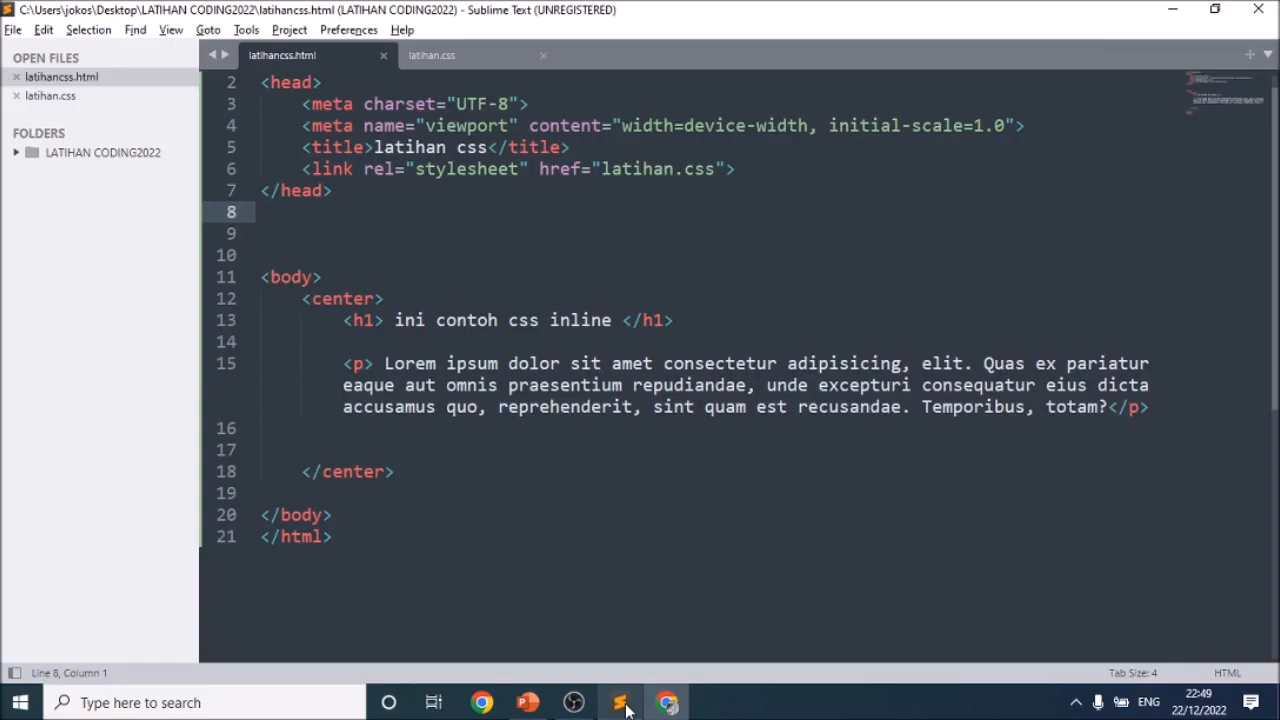 C:\Users\jokos\Desktop\LATIHAN CODING2022\latihancss.html (LATIHAN CODING2022) - Sublime Text (UNREGISTERED)
File Edit Selection Find View Goto Tools Project Preferences Help
OPEN FILES
latihancss.html
latihan.css
FOLDERS
LATIHAN CODING2022
latihancss.html
latihan.css
2 <head>
3 <meta charset="UTF-8">
4 <meta name="viewport" content="width=device-width, initial-scale=1.0">
5 <title>latihan css</title>
6 <link rel="stylesheet" href="latihan.css">
7 </head>
8
9
10
11 <body>
12 <center>
13 <h1> ini contoh css inline </h1>
14
15 <p> Lorem ipsum dolor sit amet consectetur adipisicing, elit. Quas ex pariatur
eaque aut omnis praesentium repudiandae, unde excepturi consequatur eius dicta
accusamus quo, reprehenderit, sint quam est recusandae. Temporibus, totam?</p>
16
17
18 </center>
19
20 </body>
21 </html>
Line 8, Column 1
Tab Size: 4
HTML
Type here to search
ENG
22:49
22/12/2022